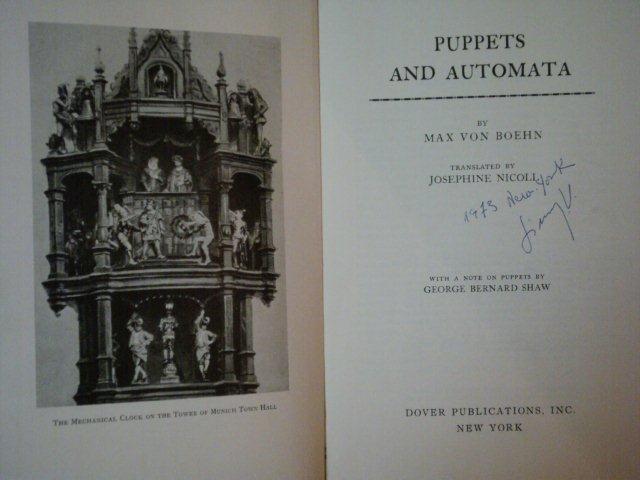 THE MECHANICAL CLOCK ON THE TOWER OF MUNICH TOWN HALL
PUPPETS
AND AUTOMATA
BY
MAX VON BOEHN
TRANSLATED BY
JOSEPHINE NICOLL
1973 New-York
WITH A NOTE ON PUPPETS BY
GEORGE BERNARD SHAW
DOVER PUBLICATIONS, INC.
NEW YORK